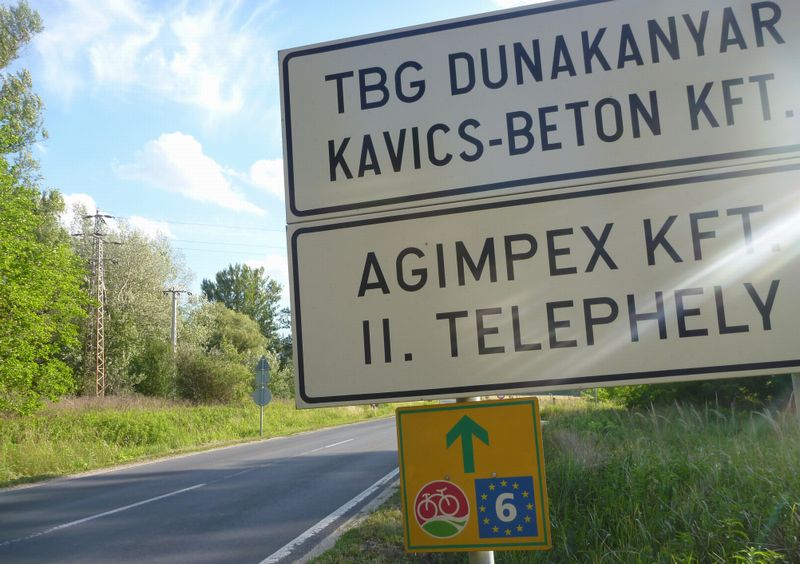 TBG DUNAKANYAR
KAVICS-BETON KFT.
AGIMPEX KFT.
II. TELEPHELY
6